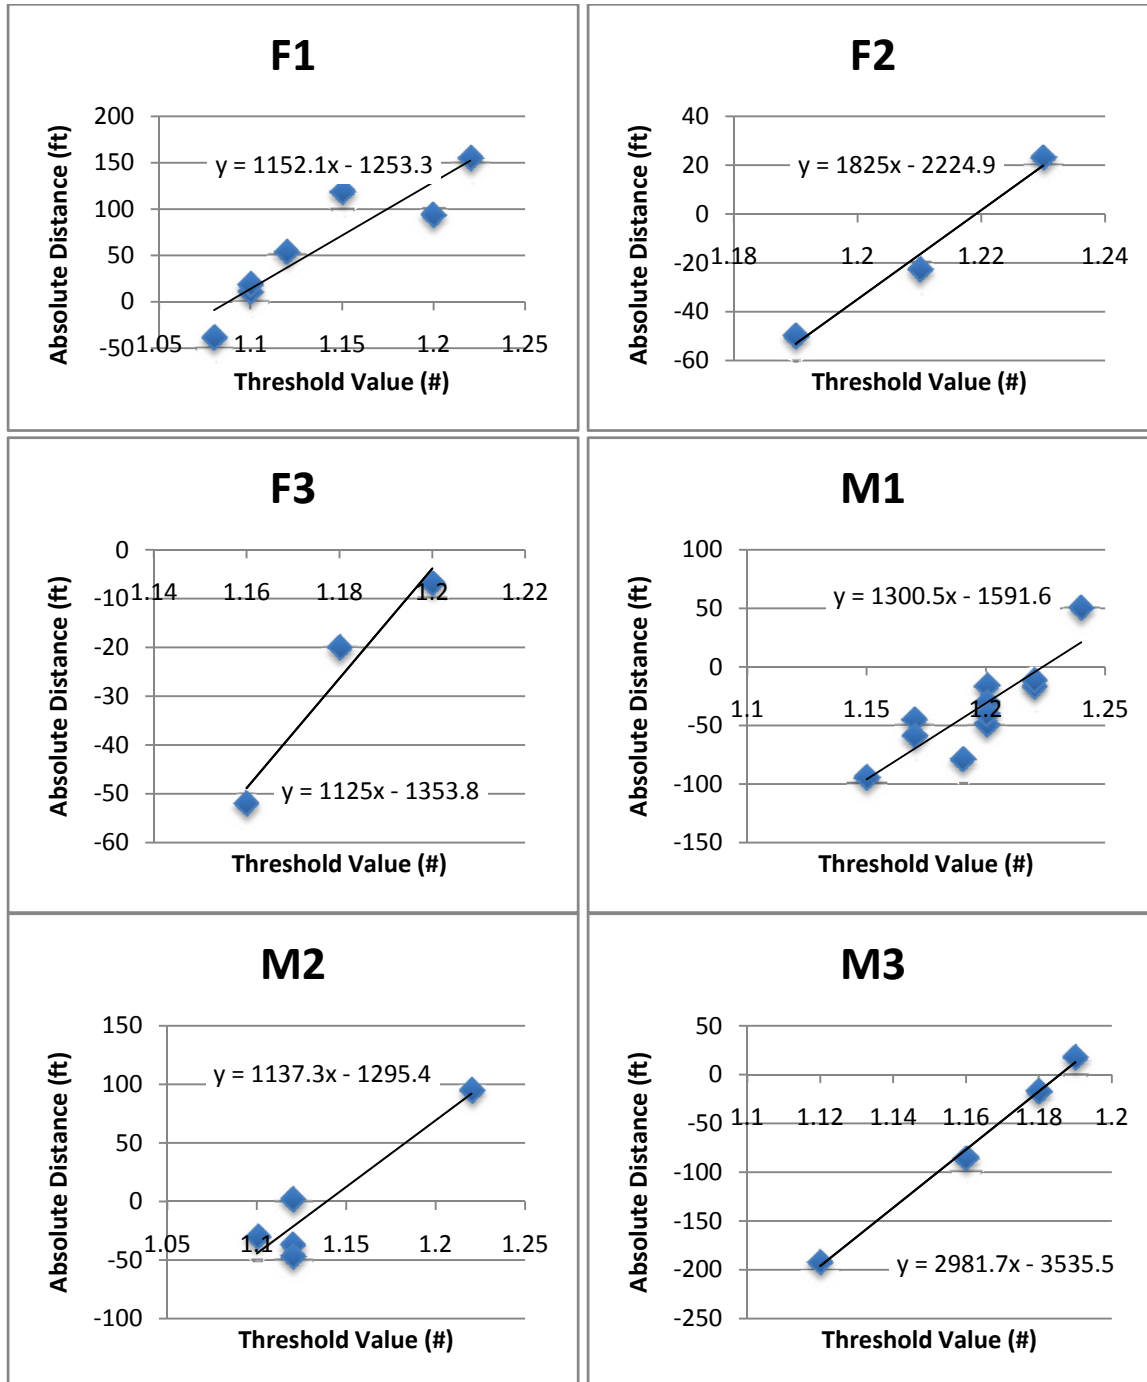 F1
200
150
100
50
0
-50
Absolute Distance (ft)
y = 1152.1x - 1253.3
1.05 1.1 1.15 1.2 1.25
Threshold Value (#)
F2
40
20
0
-20
-40
-60
Absolute Distance (ft)
y = 1825x - 2224.9
1.18 1.2 1.22 1.24
Threshold Value (#)
F3
0
-10
-20
-30
-40
-50
-60
Absolute Distance (ft)
1.14 1.16 1.18 1.2 1.22
y = 1125x - 1353.8
Threshold Value (#)
M1
100
50
0
-50
-100
-150
Absolute Distance (ft)
y = 1300.5x - 1591.6
1.1 1.15 1.2 1.25
Threshold Value (#)
M2
150
100
50
0
-50
-100
Absolute Distance (ft)
y = 1137.3x - 1295.4
1.05 1.1 1.15 1.2 1.25
Threshold Value (#)
M3
50
0
-50
-100
-150
-200
-250
Absolute Distance (ft)
1.1 1.12 1.14 1.16 1.18 1.2
y = 2981.7x - 3535.5
Threshold Value (#)